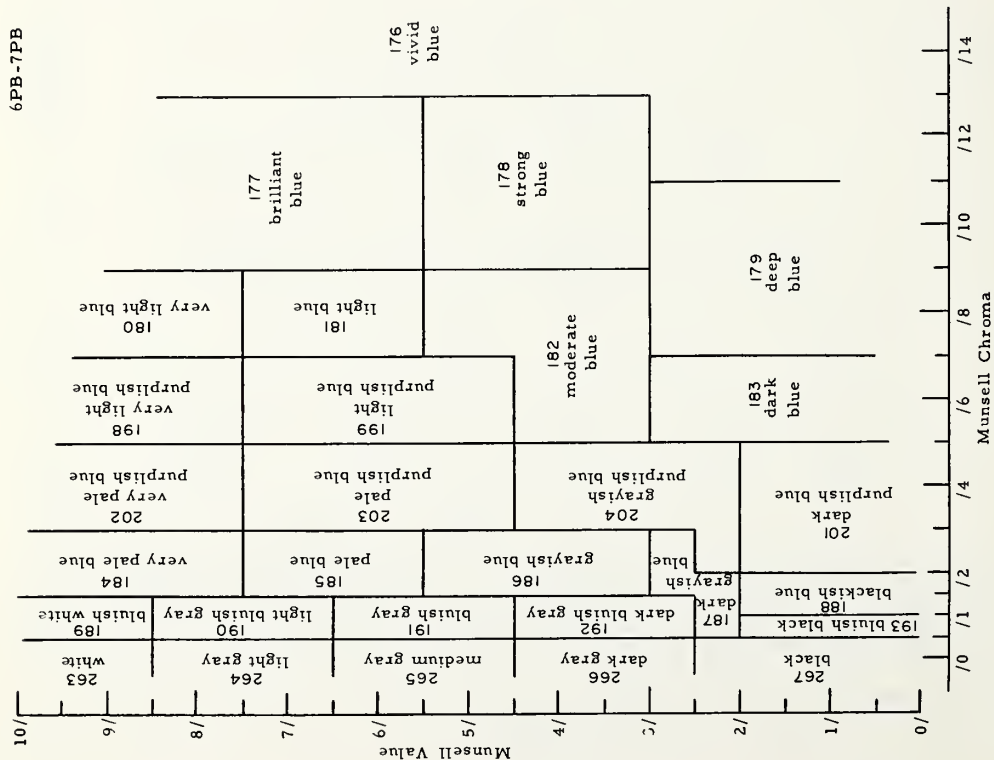 6PB-7PB
176
vivid
blue
177
brilliant
blue
178
strong
blue
179
deep
blue
180
very light blue
181
light blue
182
moderate
blue
183
dark
blue
198
very light
purplish blue
199
light
purplish blue
202
very pale
purplish blue
203
pale
purplish blue
204
grayish
purplish blue
201
dark
purplish blue
184
very pale blue
185
pale blue
186
grayish blue
187
dark
grayish
blue
188
blackish blue
189
bluish white
190
light bluish gray
191
bluish gray
192
dark bluish gray
193 bluish black
263
white
264
light gray
265
medium gray
266
dark gray
267
black
10/
9/
8/
7/
6/
5/
4/
2/
1/
0/
Munsell Value
/0
/1
/2
/4
/6
/8
/10
/12
/14
Munsell Chroma